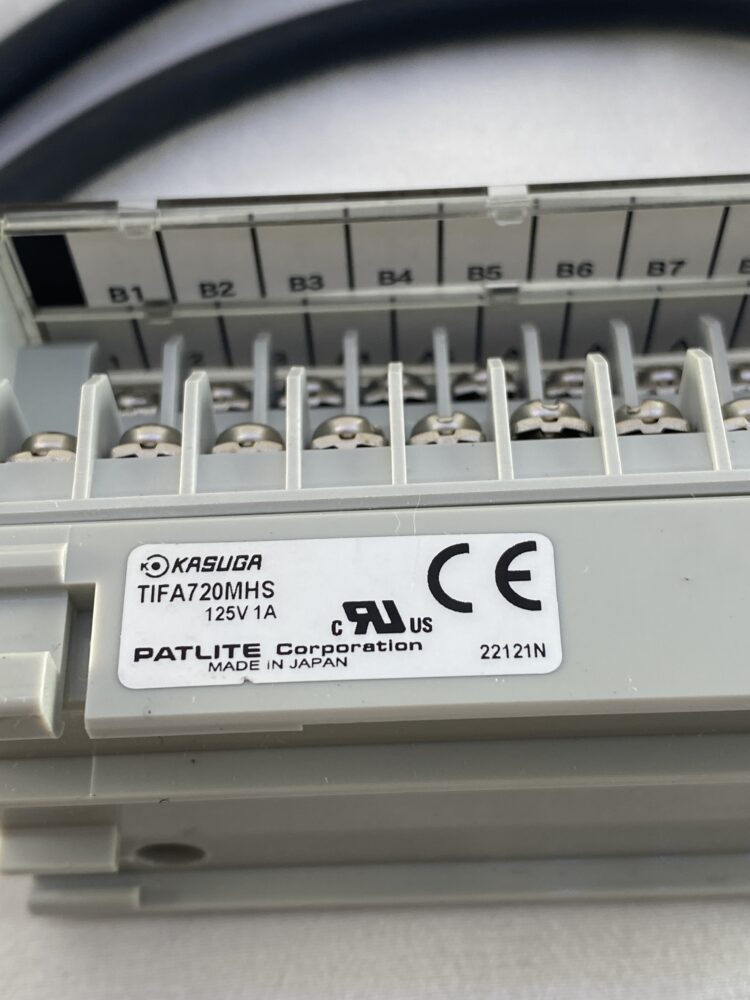 B1 B2 B3 B4 B5 B6 B7
KASUGA
TIFA720MHS
125V 1A
c RU US
CE
PATLITE Corporation
MADE IN JAPAN
22121N